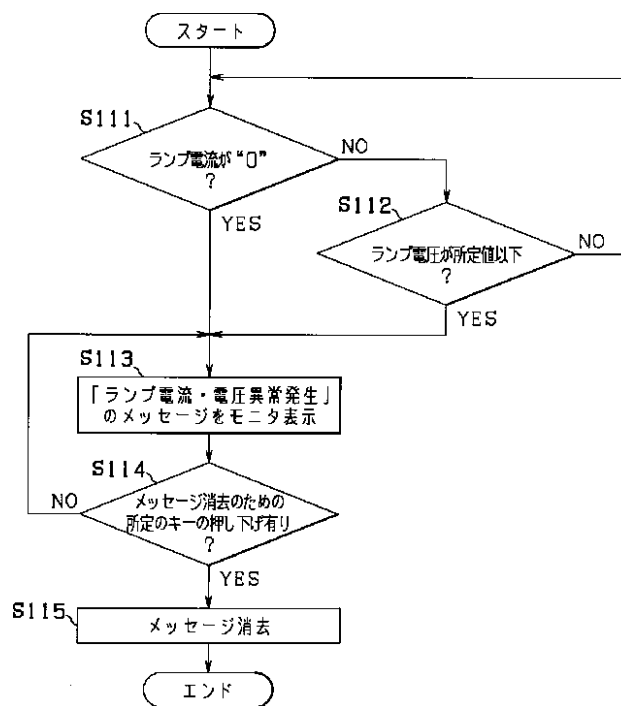 スタート
S111
ランプ電流が“0”
?
NO
YES
S112
ランプ電圧が所定値以下
?
NO
YES
S113
「ランプ電流・電圧異常発生」
のメッセージをモニタ表示
S114
メッセージ消去のための
所定のキーの押し下げ有り
?
NO
YES
S115
メッセージ消去
エンド